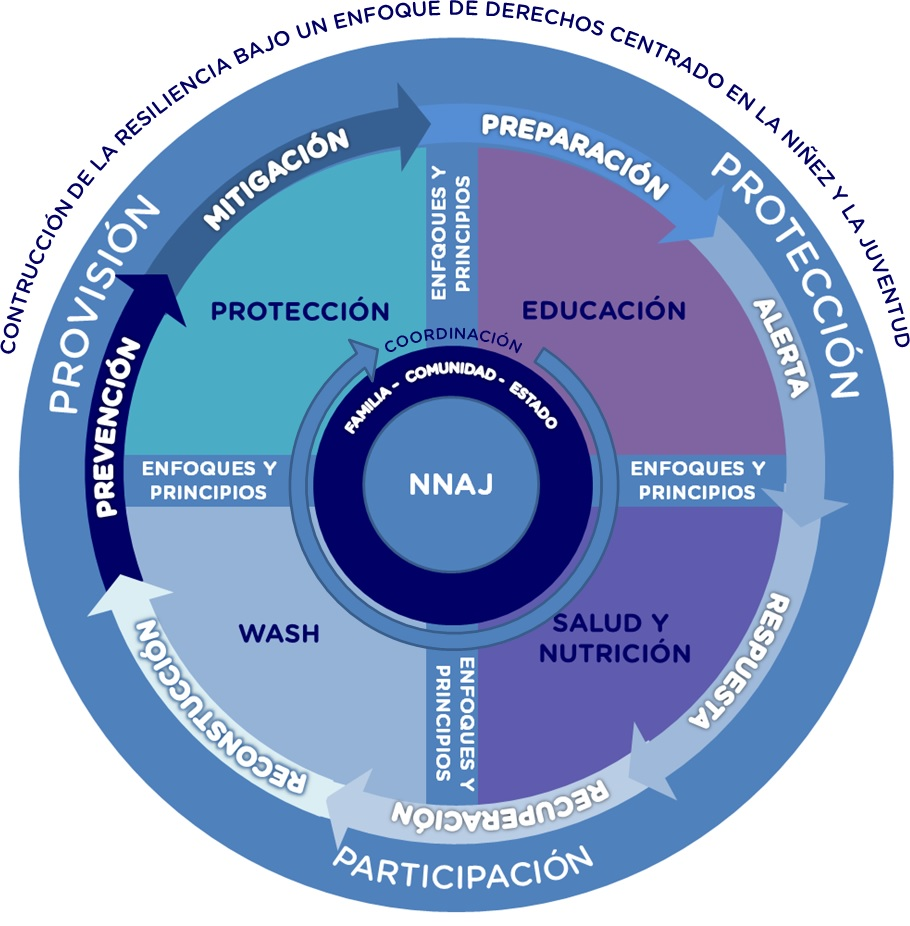 CONTRUCCIÓN DE LA RESILIENCIA BAJO UN ENFOQUE DE DERECHOS CENTRADO EN LA NIÑEZ Y LA JUVENTUD
PROVISIÓN
PROTECCIÓN
PARTICIPACIÓN
PREVENCIÓN
MITIGACIÓN
PREPARACIÓN
ALERTA
RESPUESTA
RECUPERACIÓN
RECONSTUCCIÓN
ENFQOUES Y
PRINCIPIOS
PROTECCIÓN
EDUCACIÓN
COORDINACIÓN
FAMILIA - COMUNIDAD - ESTADO
NNAJ
ENFOQUES Y
PRINCIPIOS
ENFOQUES Y
PRINCIPIOS
WASH
SALUD Y
NUTRICIÓN
ENFOQUES Y
PRINCIPIOS